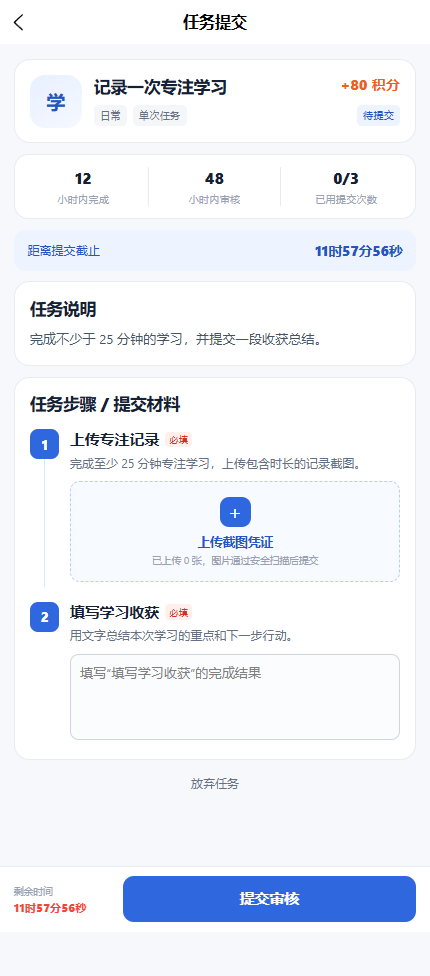 任务提交
学
记录一次专注学习
+80 积分
日常
单次任务
待提交
12
48
0/3
小时内完成
小时内审核
已用提交次数
距离提交截止
11时57分56秒
任务说明
完成不少于 25 分钟的学习，并提交一段收获总结。
任务步骤 / 提交材料
1
上传专注记录
必填
完成至少 25 分钟专注学习，上传包含时长的记录截图。
+
上传截图凭证
已上传 0 张，图片通过安全扫描后提交
2
填写学习收获
必填
用文字总结本次学习的重点和下一步行动。
填写“填写学习收获”的完成结果
放弃任务
剩余时间
11时57分56秒
提交审核